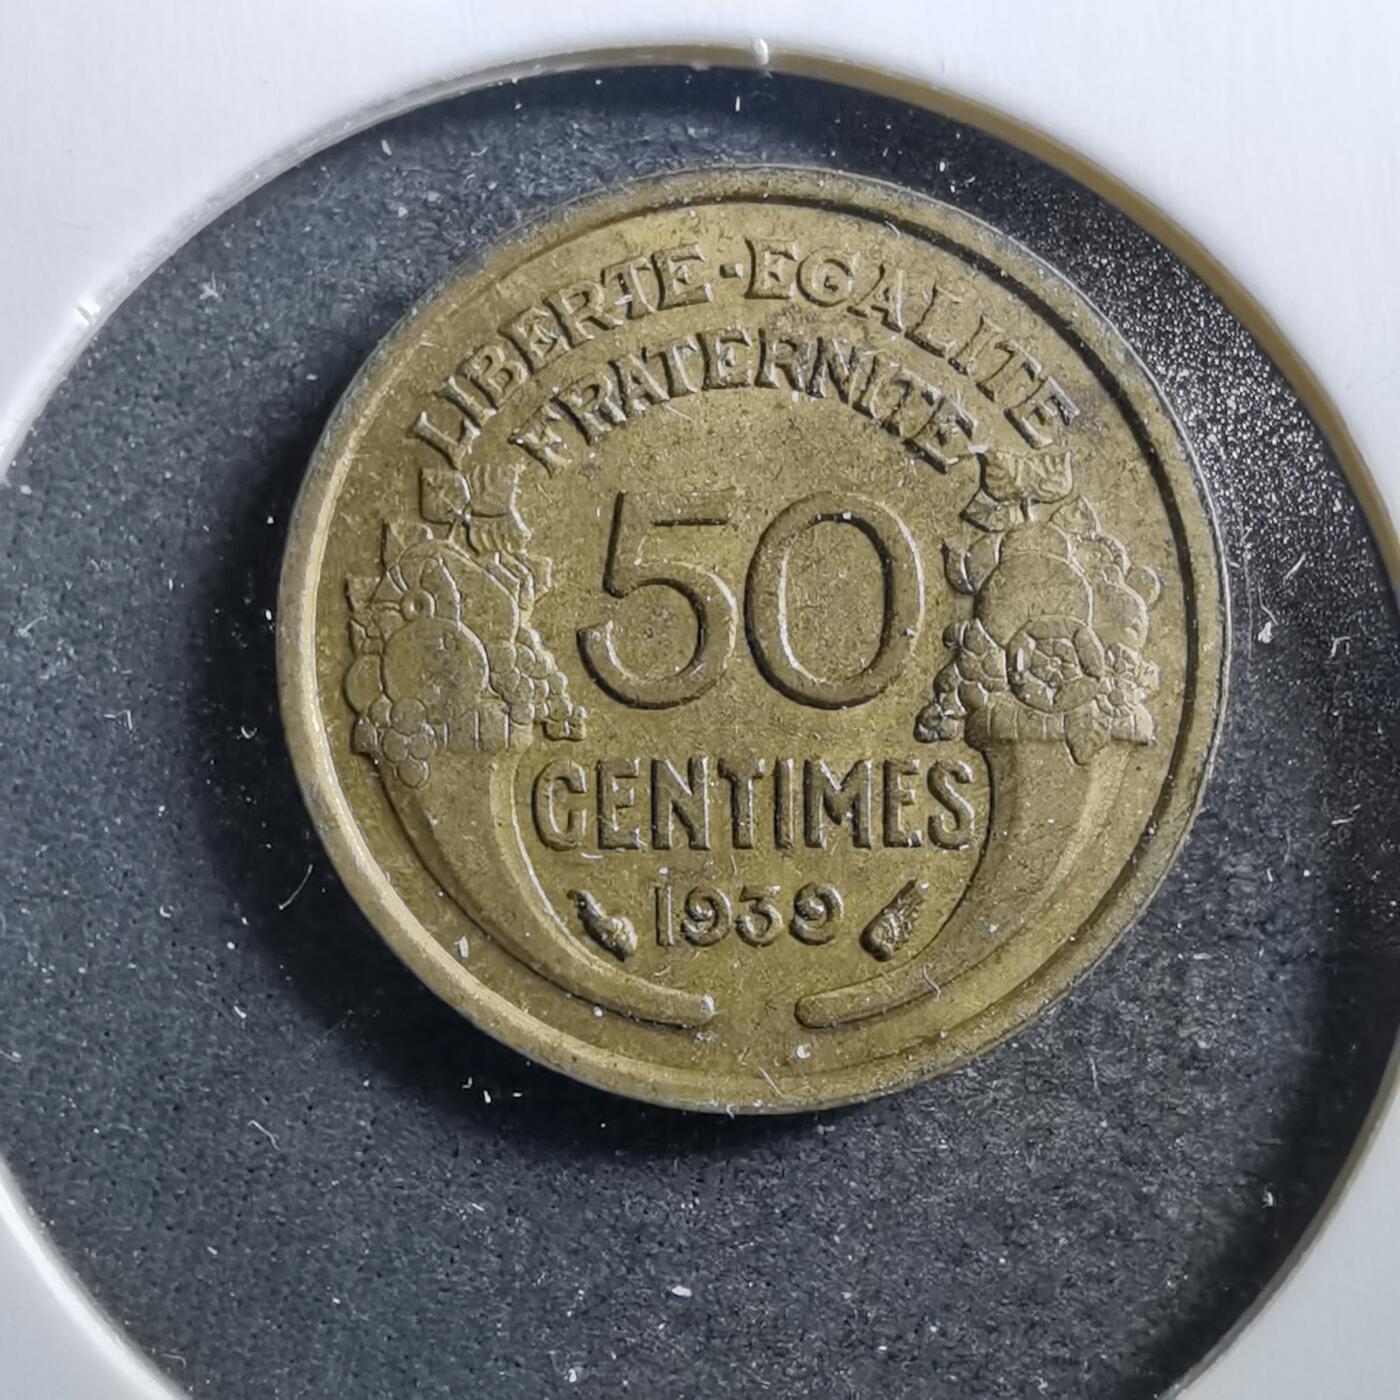 LIBERTE·EGALITE
FRATERNITE
50
CENTIMES
1939